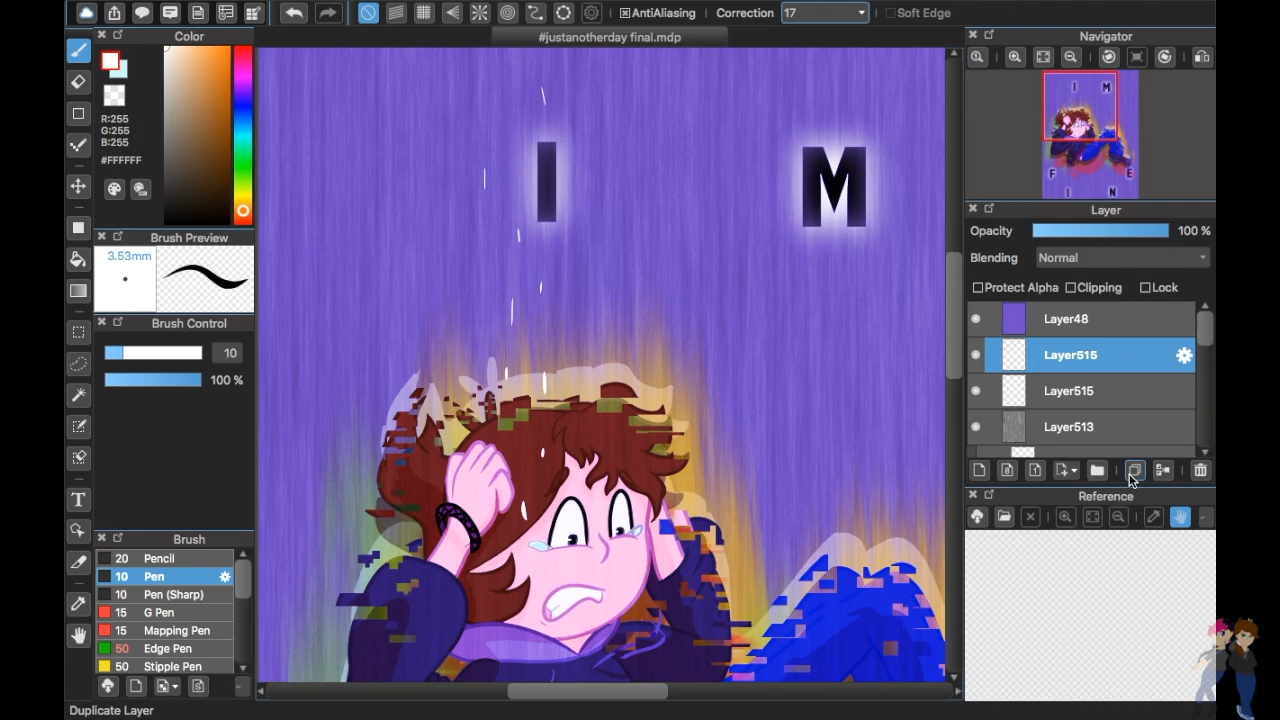 AntiAliasing
Correction
17
Soft Edge
Color
#justanotherday final.mdp
Navigator
R:255
G:255
B:255
#FFFFFF
I M
F E
I N
I M
Layer
Opacity 100 %
Brush Preview
3.53mm
Blending Normal
Protect Alpha Clipping Lock
Layer48
Brush Control
10
100 %
Layer515
Layer515
Layer513
Reference
Brush
20 Pencil
10 Pen
10 Pen (Sharp)
15 G Pen
15 Mapping Pen
50 Edge Pen
50 Stipple Pen
T
Duplicate Layer